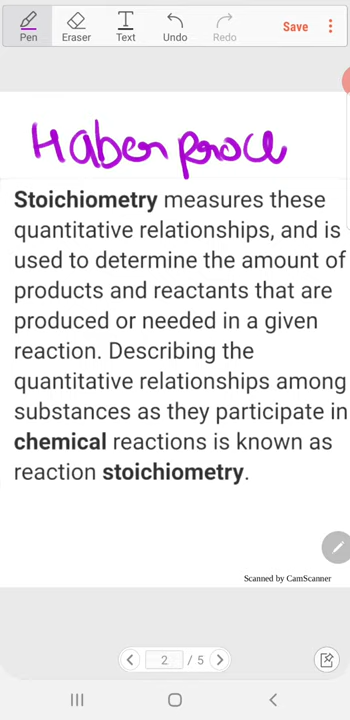 Pen Eraser Text Undo Redo Save
Haber proce
Stoichiometry measures these
quantitative relationships, and is
used to determine the amount of
products and reactants that are
produced or needed in a given
reaction. Describing the
quantitative relationships among
substances as they participate in
chemical reactions is known as
reaction stoichiometry.
Scanned by CamScanner
2 / 5